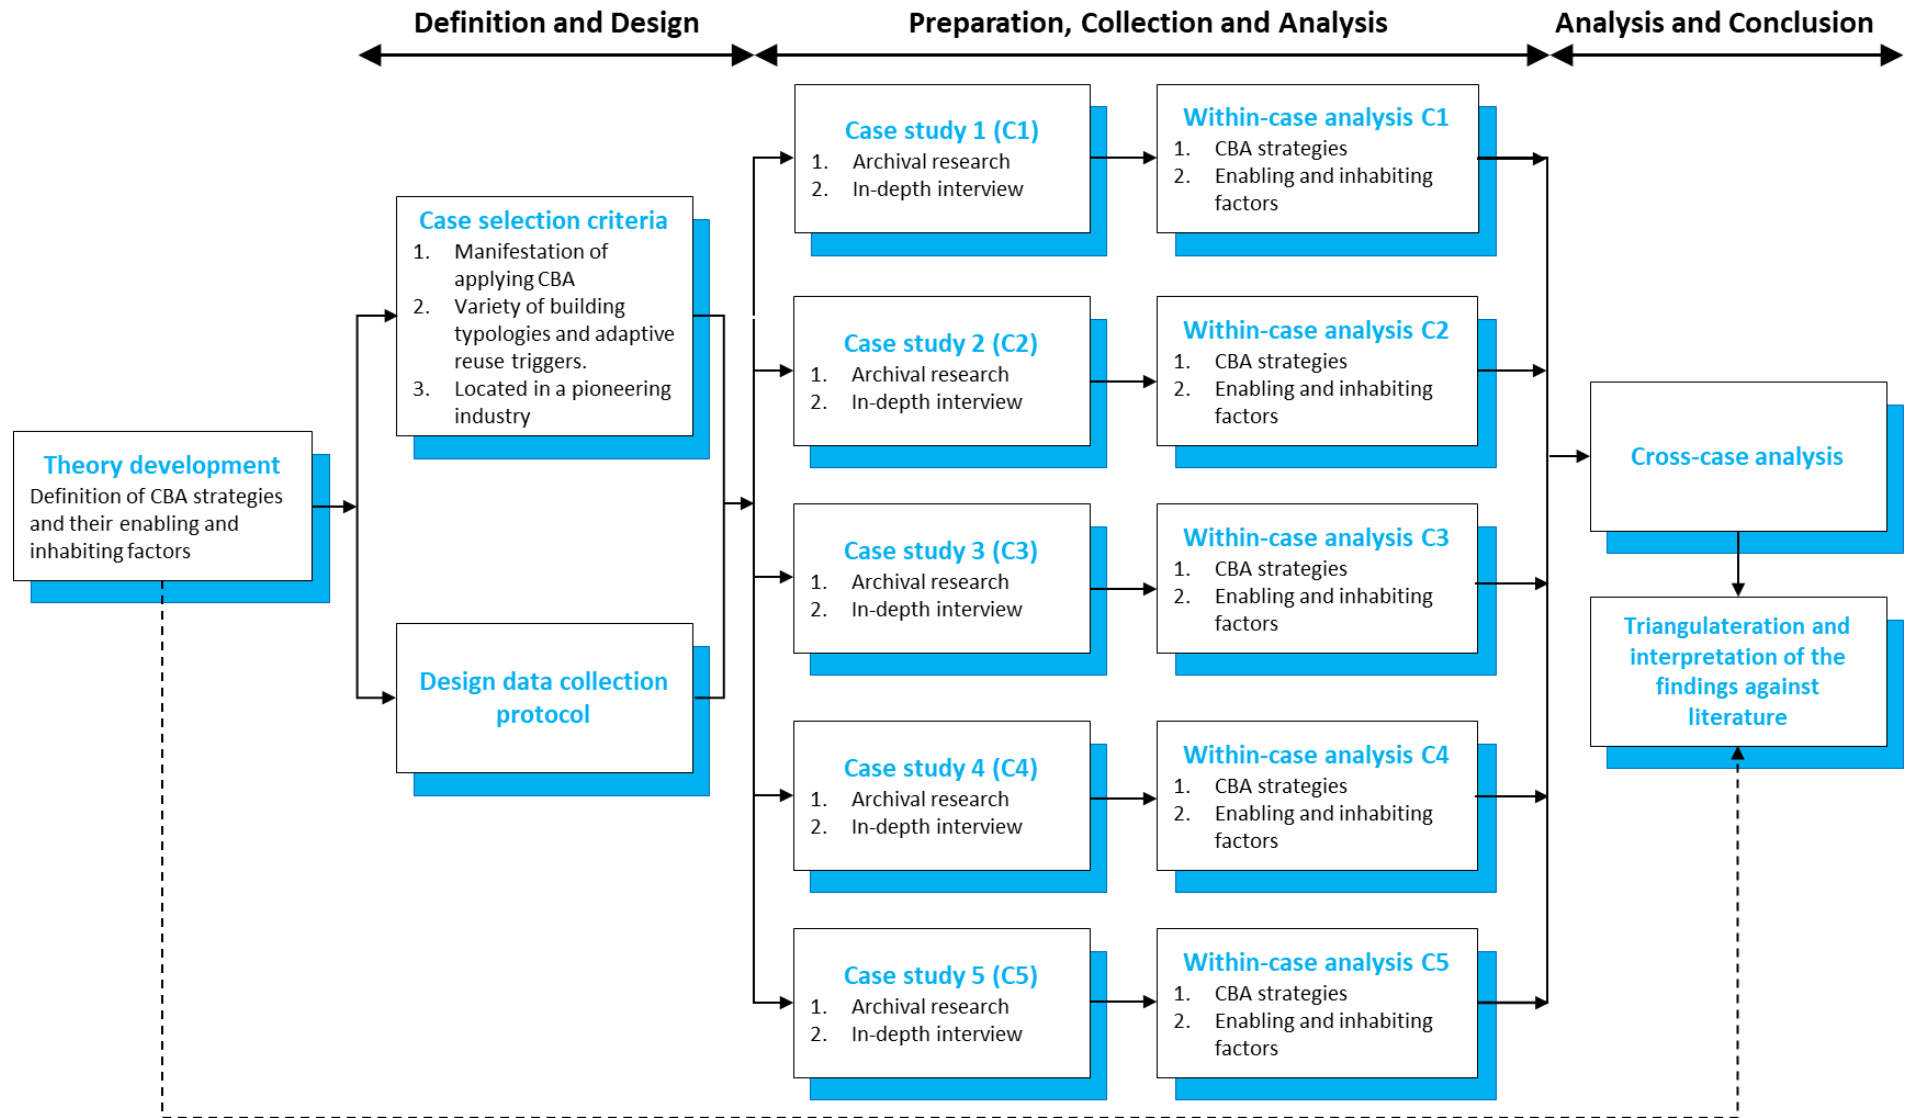 Definition and Design
Preparation, Collection and Analysis
Analysis and Conclusion
Theory development
Definition of CBA strategies
and their enabling and
inhabiting factors
Case selection criteria
1. Manifestation of
applying CBA
2. Variety of building
typologies and adaptive
reuse triggers.
3. Located in a pioneering
industry
Design data collection
protocol
Case study 1 (C1)
1. Archival research
2. In-depth interview
Within-case analysis C1
1. CBA strategies
2. Enabling and inhabiting
factors
Case study 2 (C2)
1. Archival research
2. In-depth interview
Within-case analysis C2
1. CBA strategies
2. Enabling and inhabiting
factors
Case study 3 (C3)
1. Archival research
2. In-depth interview
Within-case analysis C3
1. CBA strategies
2. Enabling and inhabiting
factors
Case study 4 (C4)
1. Archival research
2. In-depth interview
Within-case analysis C4
1. CBA strategies
2. Enabling and inhabiting
factors
Case study 5 (C5)
1. Archival research
2. In-depth interview
Within-case analysis C5
1. CBA strategies
2. Enabling and inhabiting
factors
Cross-case analysis
Triangulateration and
interpretation of the
findings against
literature